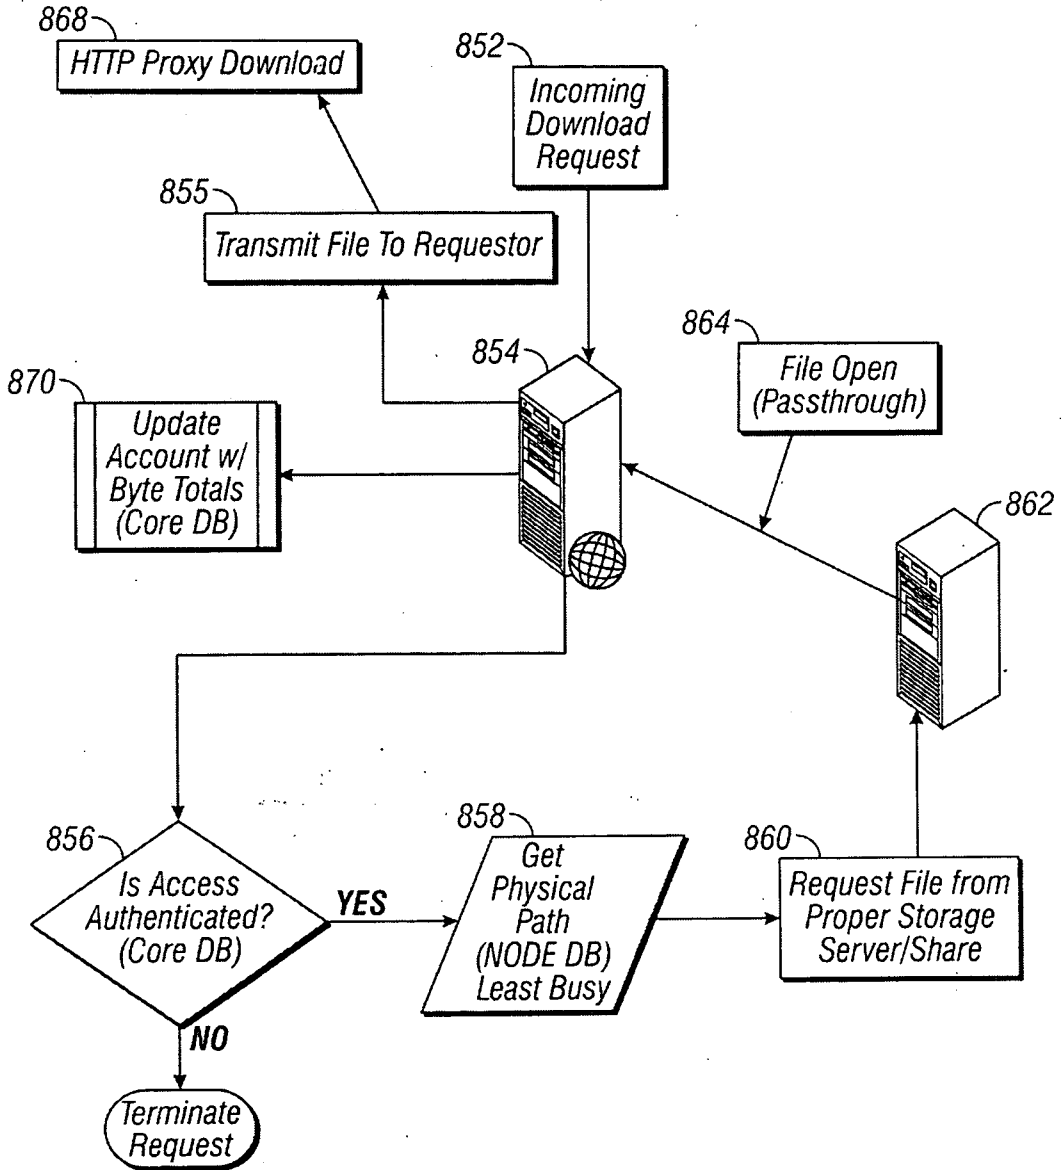 868
HTTP Proxy Download
852
Incoming
Download
Request
855
Transmit File To Requestor
854
864
File Open
(Passthrough)
870
Update
Account w/
Byte Totals
(Core DB)
862
856
Is Access
Authenticated?
(Core DB)
YES
NO
858
Get
Physical
Path
(NODE DB)
Least Busy
860
Request File from
Proper Storage
Server/Share
Terminate
Request